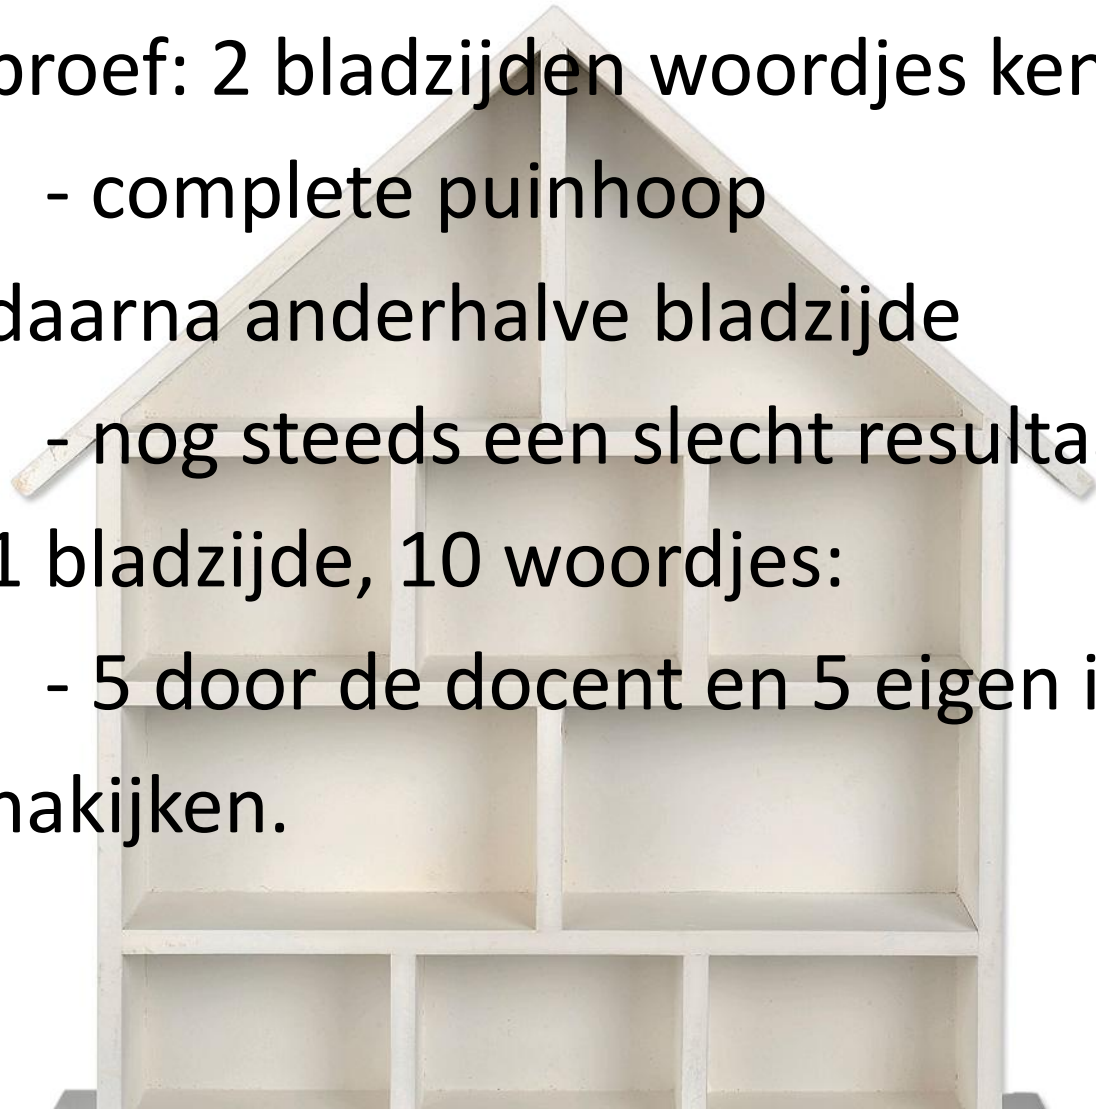 proef: 2 bladzijden woordjes
- complete puinhoop
daarna anderhalve bladzijde
- nog steeds een slecht
1 bladzijde, 10 woordjes:
- 5 door de docent en 5 eigen
nakijken.